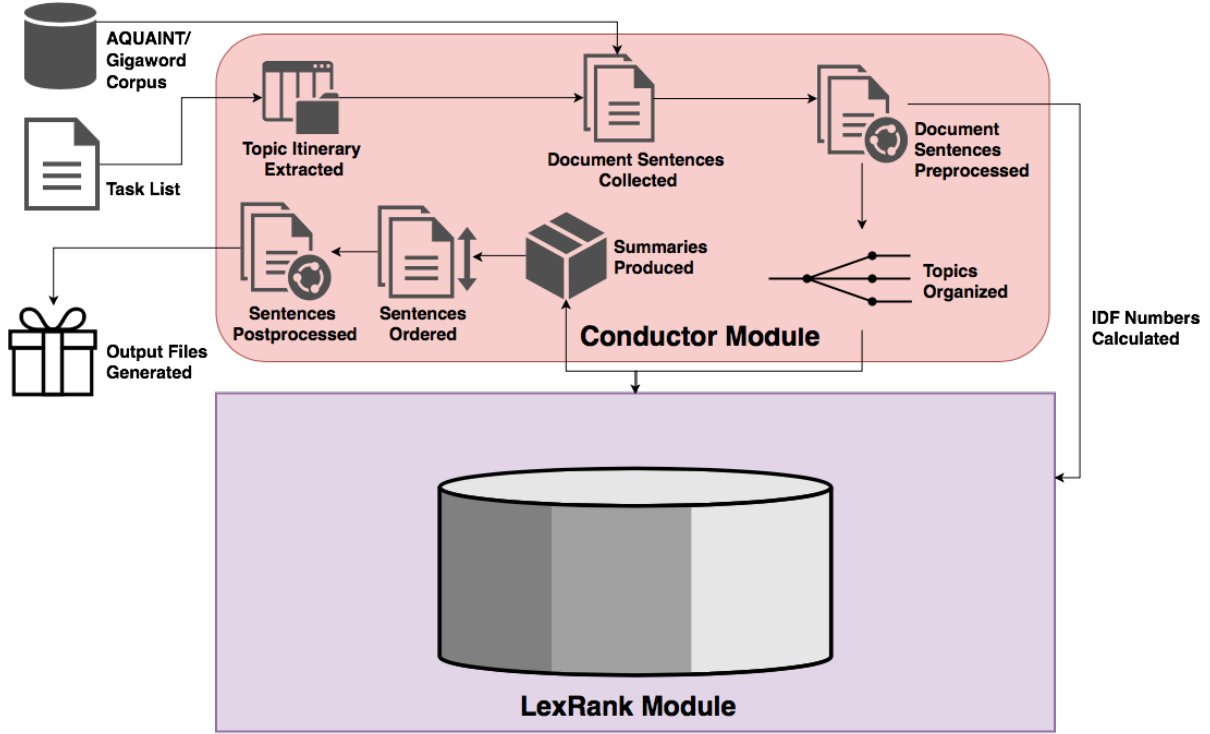 AQUAINT/
Gigaword
Corpus
Task List
Topic Itinerary
Extracted
Document Sentences
Collected
Document
Sentences
Preprocessed
Sentences
Postprocessed
Sentences
Ordered
Summaries
Produced
Topics
Organized
Conductor Module
Output Files
Generated
IDF Numbers
Calculated
LexRank Module